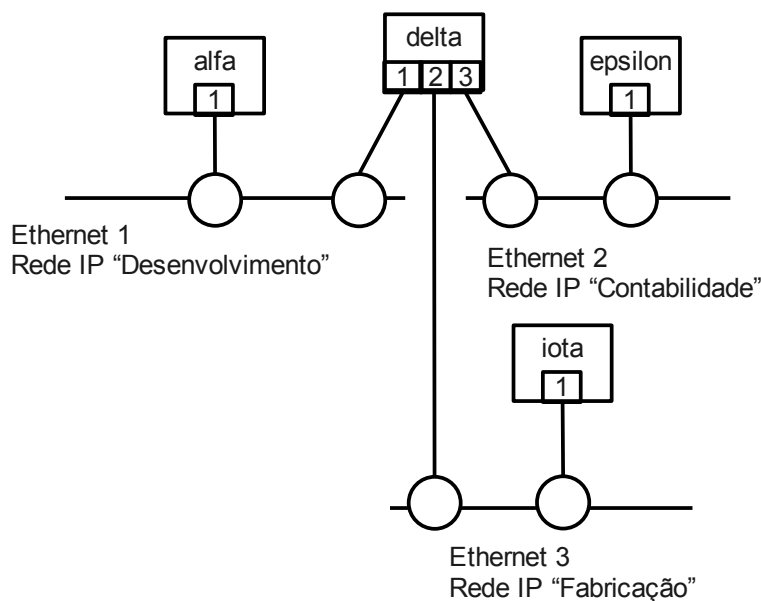 delta
1 2 3
alfa
1
epsilon
1
Ethernet 1
Rede IP “Desenvolvimento”
Ethernet 2
Rede IP “Contabilidade”
iota
1
Ethernet 3
Rede IP “Fabricação”